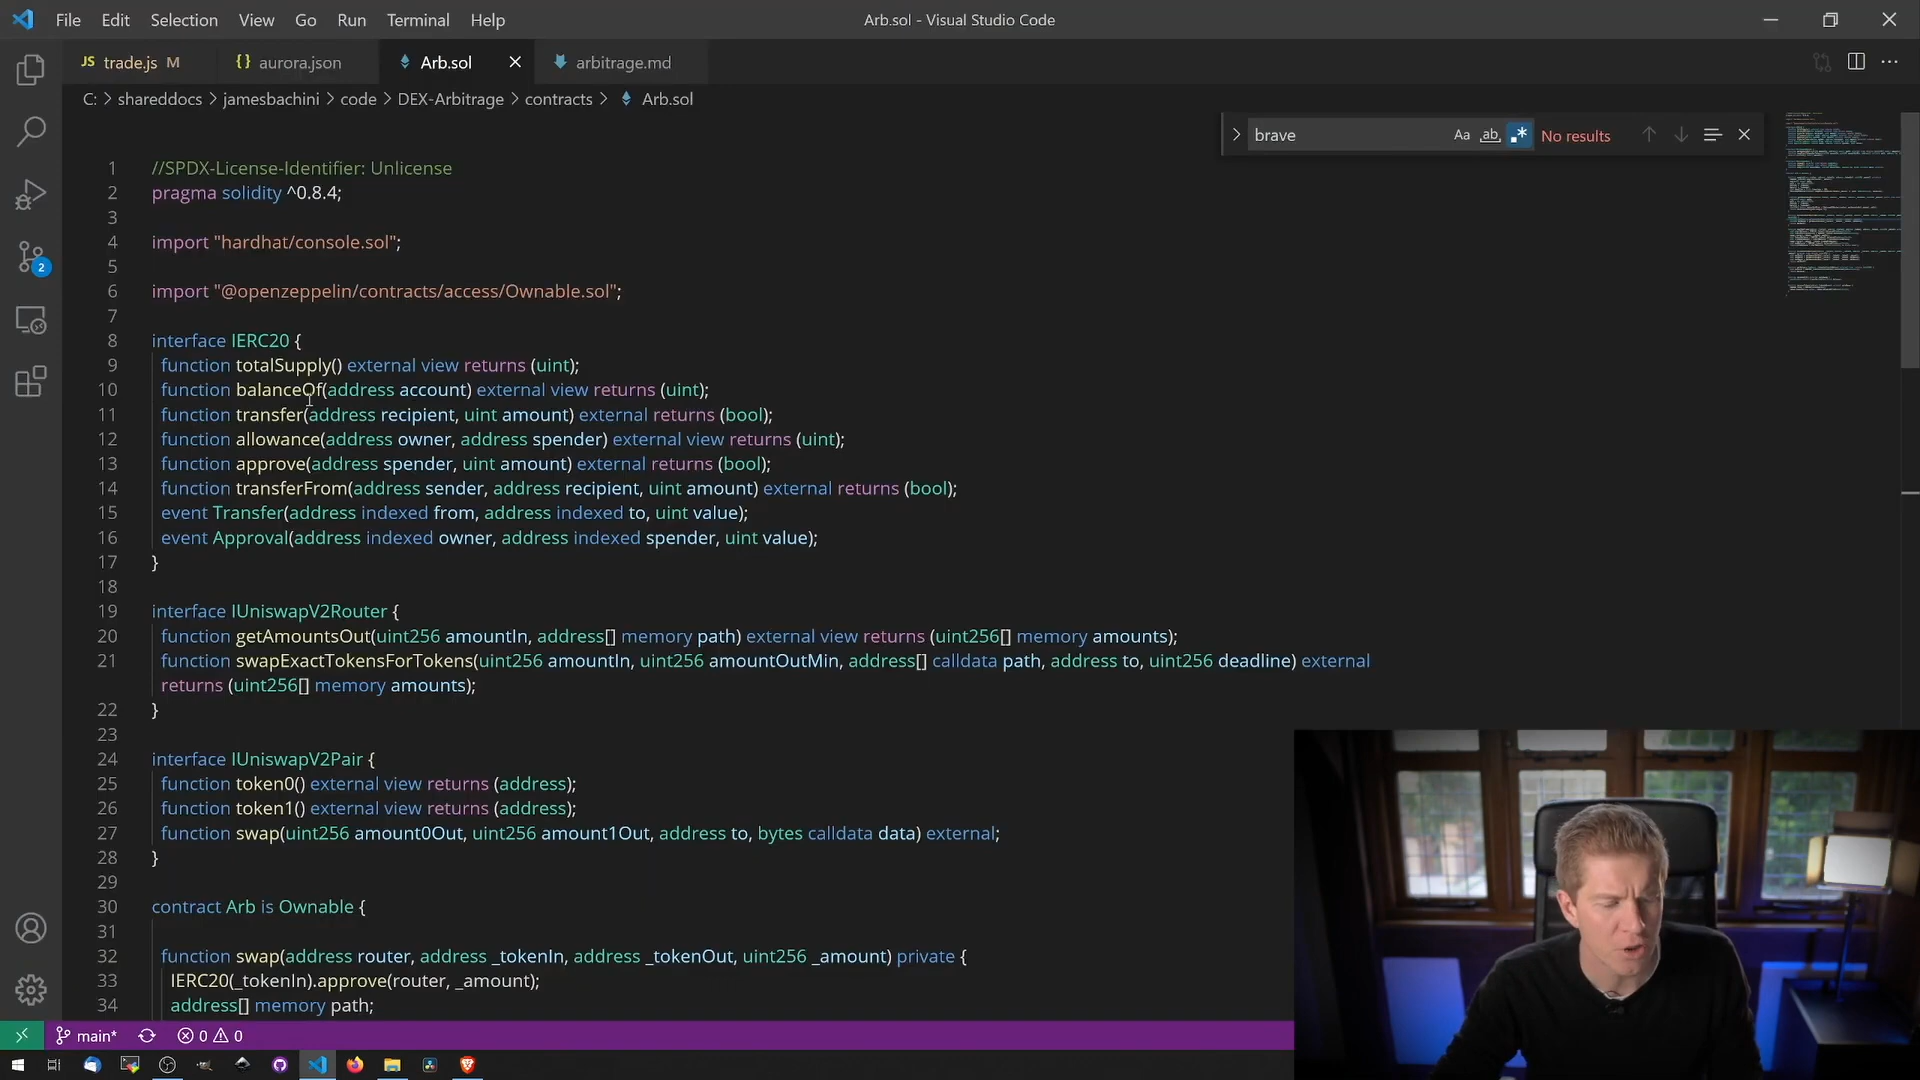 File Edit Selection View Go Run Terminal Help
Arb.sol - Visual Studio Code
JS trade.js M
{} aurora.json
Arb.sol
arbitrage.md
C: > shareddocs > jamesbachini > code > DEX-Arbitrage > contracts > Arb.sol
brave
Aa
ab
.*
No results
1 //SPDX-License-Identifier: Unlicense
2 pragma solidity ^0.8.4;
3
4 import "hardhat/console.sol";
5
6 import "@openzeppelin/contracts/access/Ownable.sol";
7
8 interface IERC20 {
9 function totalSupply() external view returns (uint);
10 function balanceOf(address account) external view returns (uint);
11 function transfer(address recipient, uint amount) external returns (bool);
12 function allowance(address owner, address spender) external view returns (uint);
13 function approve(address spender, uint amount) external returns (bool);
14 function transferFrom(address sender, address recipient, uint amount) external returns (bool);
15 event Transfer(address indexed from, address indexed to, uint value);
16 event Approval(address indexed owner, address indexed spender, uint value);
17 }
18
19 interface IUniswapV2Router {
20 function getAmountsOut(uint256 amountIn, address[] memory path) external view returns (uint256[] memory amounts);
21 function swapExactTokensForTokens(uint256 amountIn, uint256 amountOutMin, address[] calldata path, address to, uint256 deadline) external
returns (uint256[] memory amounts);
22 }
23
24 interface IUniswapV2Pair {
25 function token0() external view returns (address);
26 function token1() external view returns (address);
27 function swap(uint256 amount0Out, uint256 amount1Out, address to, bytes calldata data) external;
28 }
29
30 contract Arb is Ownable {
31
32 function swap(address router, address _tokenIn, address _tokenOut, uint256 _amount) private {
33 IERC20(_tokenIn).approve(router, _amount);
34 address[] memory path;
2
main*
0
0